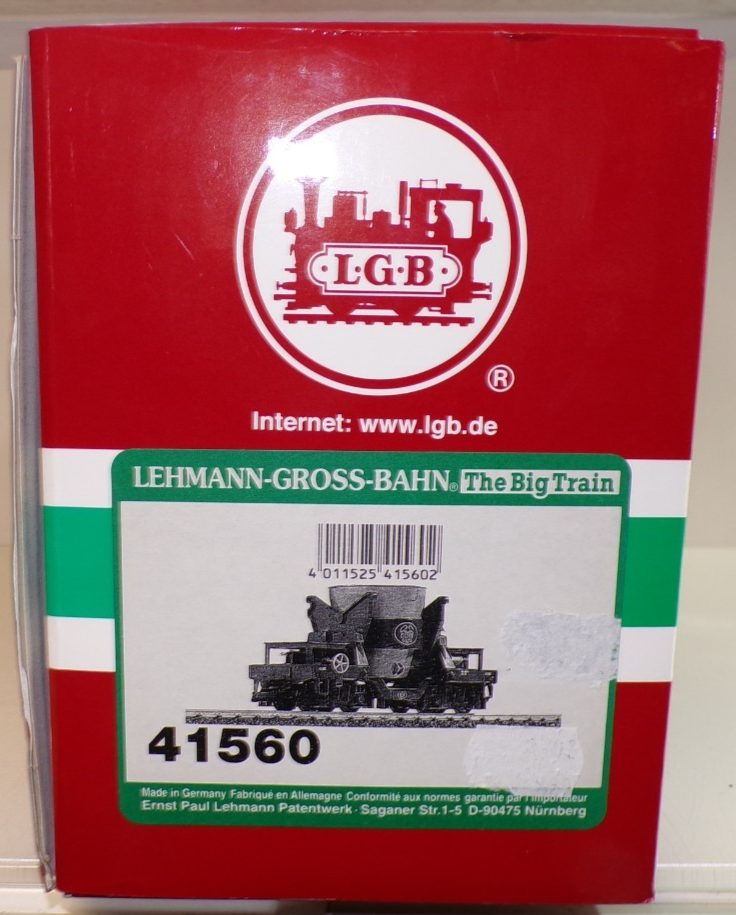 L·G·B
®
Internet: www.lgb.de
LEHMANN-GROSS-BAHN® The Big Train
4 011525 415602
41560
Made in Germany Fabriqué en Allemagne Conformité aux normes garantie par l'importateur
Ernst Paul Lehmann Patentwerk · Saganer Str.1-5 D-90475 Nürnberg